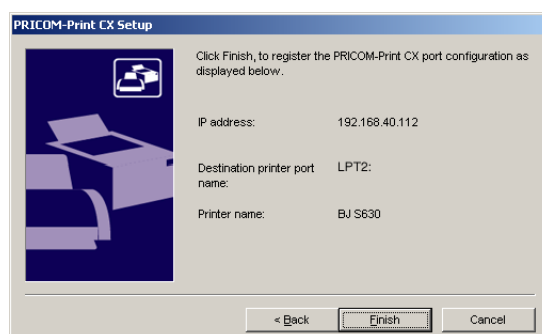 PRICOM-Print CX Setup
Click Finish, to register the PRICOM-Print CX port configuration as
displayed below.
IP address: 192.168.40.112
Destination printer port LPT2:
name:
Printer name: BJ S630
< Back Finish Cancel